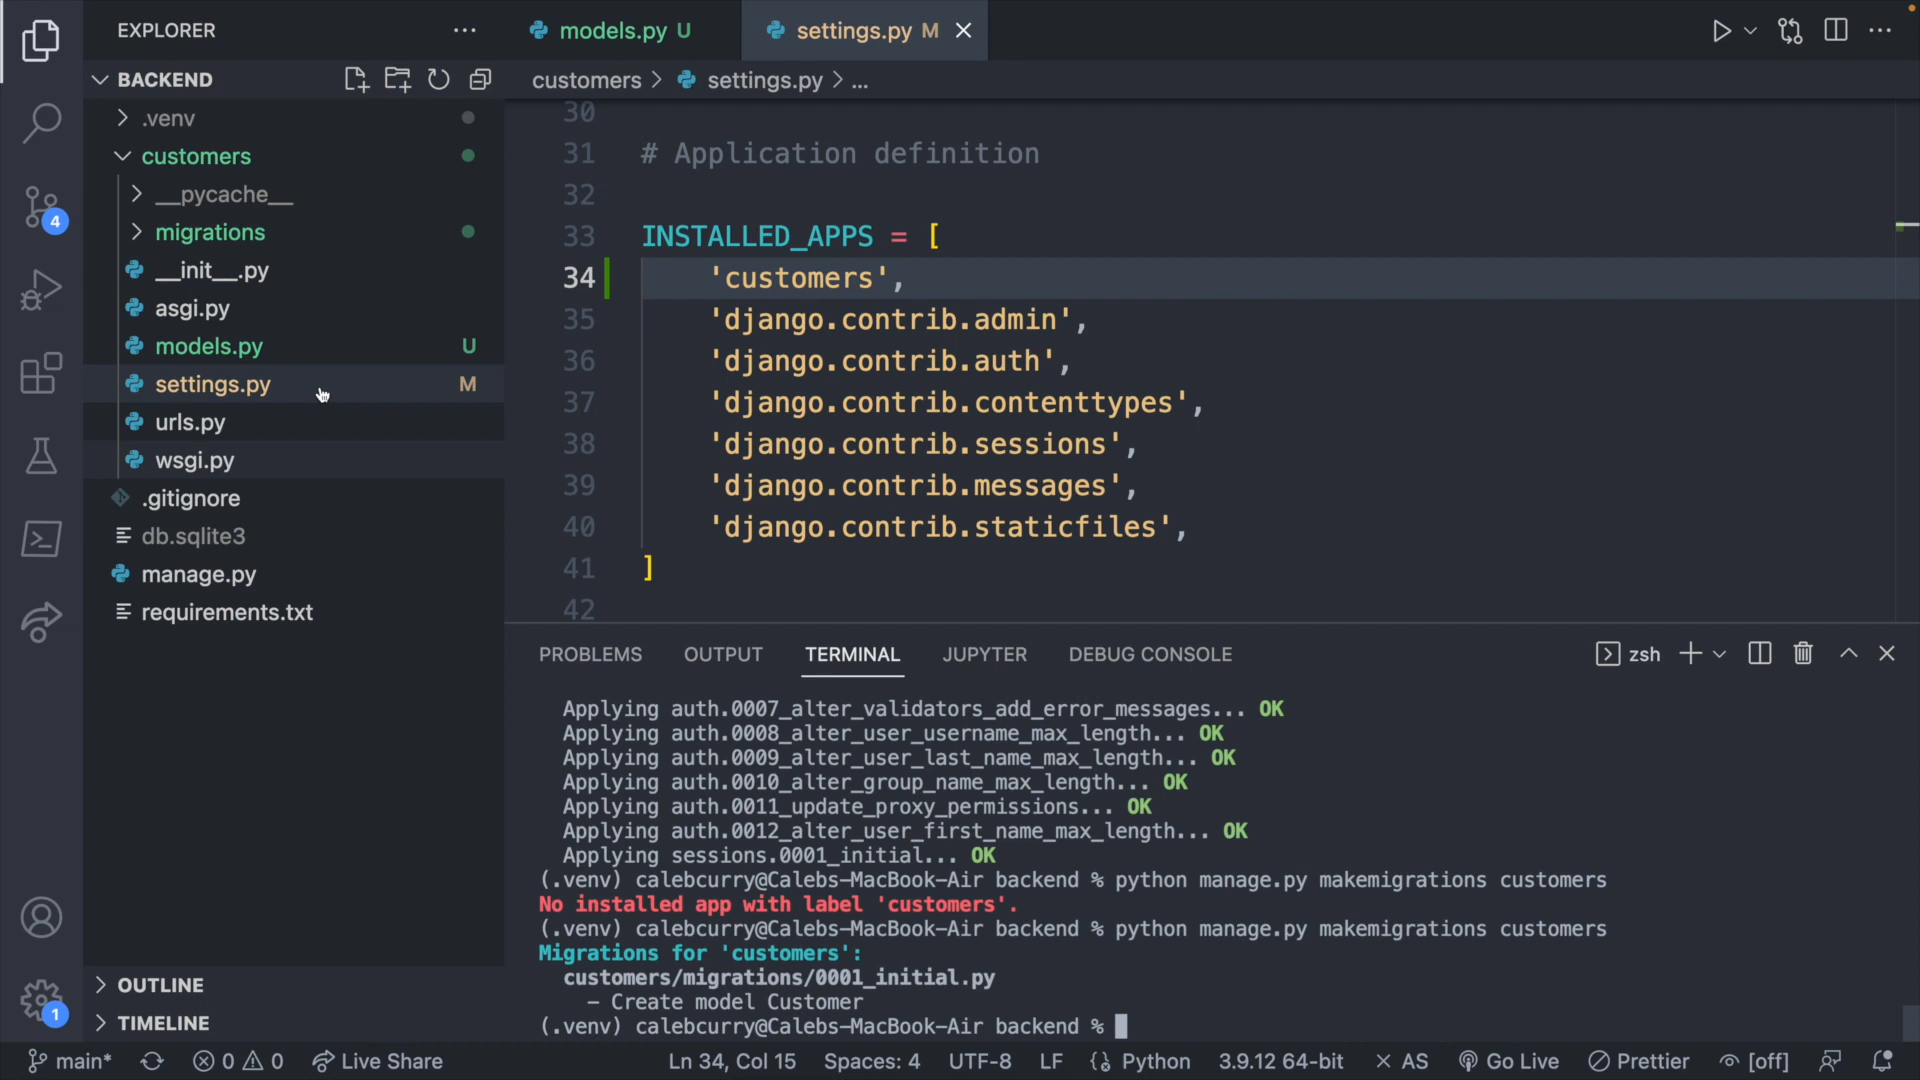 EXPLORER
models.py U
settings.py M
BACKEND
customers > settings.py > ...
.venv
customers
__pycache__
migrations
__init__.py
asgi.py
models.py U
settings.py M
urls.py
wsgi.py
.gitignore
db.sqlite3
manage.py
requirements.txt
OUTLINE
TIMELINE
4
1
30
31 # Application definition
32
33 INSTALLED_APPS = [
34 'customers',
35 'django.contrib.admin',
36 'django.contrib.auth',
37 'django.contrib.contenttypes',
38 'django.contrib.sessions',
39 'django.contrib.messages',
40 'django.contrib.staticfiles',
41 ]
42
PROBLEMS OUTPUT TERMINAL JUPYTER DEBUG CONSOLE zsh
Applying auth.0007_alter_validators_add_error_messages... OK
Applying auth.0008_alter_user_username_max_length... OK
Applying auth.0009_alter_user_last_name_max_length... OK
Applying auth.0010_alter_group_name_max_length... OK
Applying auth.0011_update_proxy_permissions... OK
Applying auth.0012_alter_user_first_name_max_length... OK
Applying sessions.0001_initial... OK
(.venv) calebcurry@Calebs-MacBook-Air backend % python manage.py makemigrations customers
No installed app with label 'customers'.
(.venv) calebcurry@Calebs-MacBook-Air backend % python manage.py makemigrations customers
Migrations for 'customers':
customers/migrations/0001_initial.py
- Create model Customer
(.venv) calebcurry@Calebs-MacBook-Air backend %
main* 0 0 Live Share Ln 34, Col 15 Spaces: 4 UTF-8 LF Python 3.9.12 64-bit AS Go Live Prettier [off]